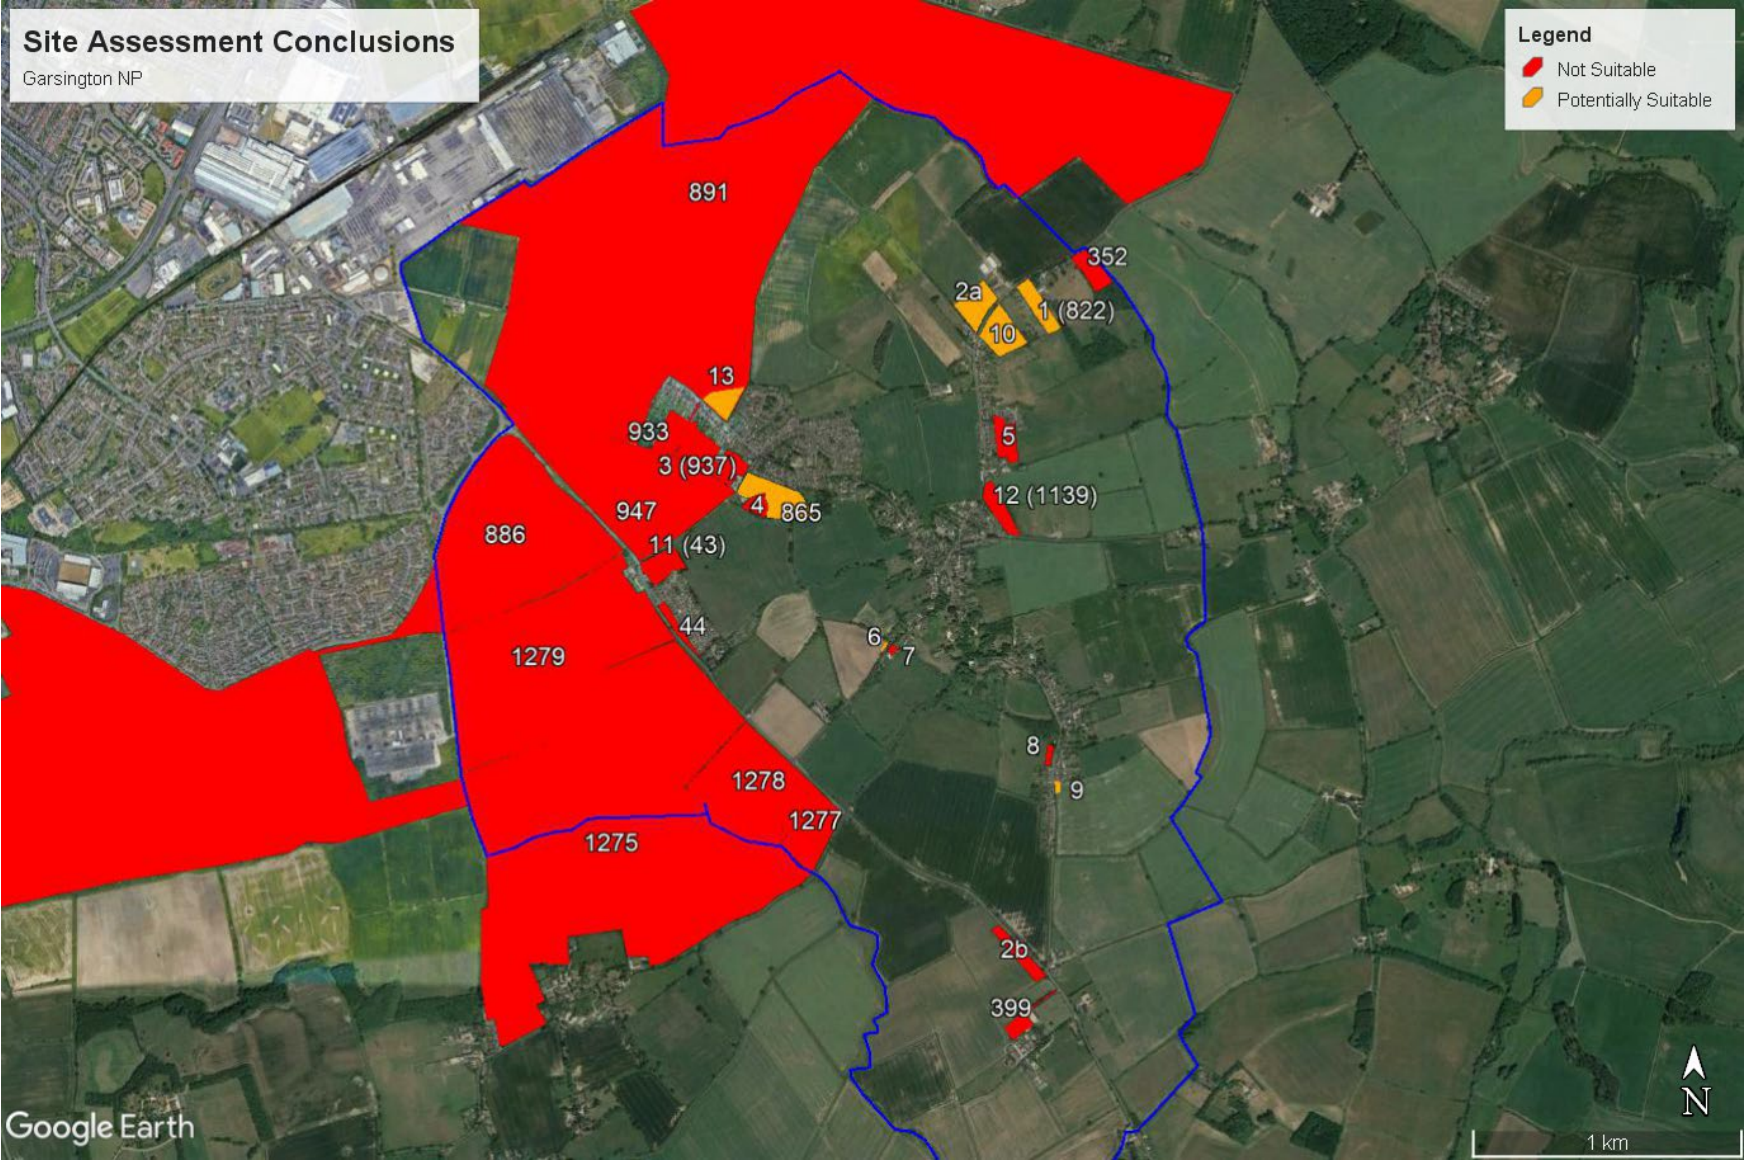 Site Assessment Conclusions
Garsington NP
Legend
Not Suitable
Potentially Suitable
891
352
2a
1 (822)
10
13
933
5
3 (937)
12 (1139)
4
865
947
886
11 (43)
44
6
7
1279
8
1278
9
1277
1275
2b
399
N
Google Earth
1 km